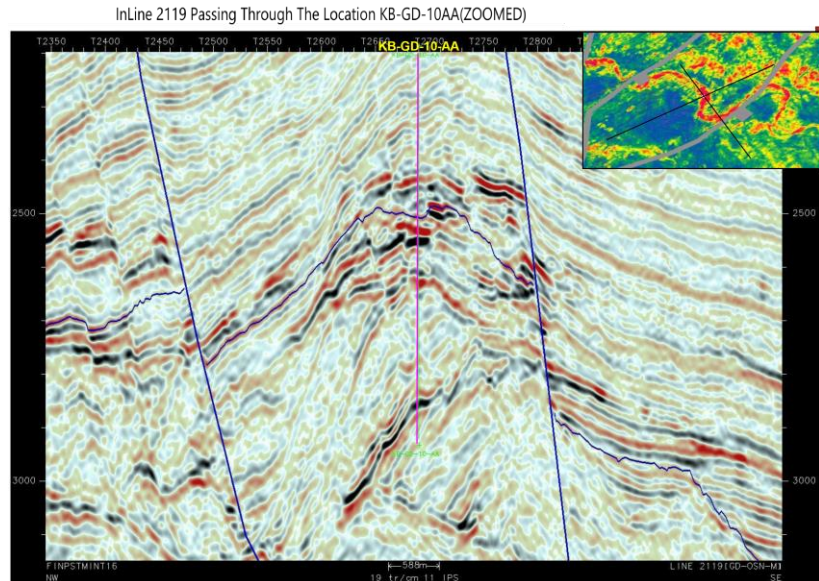 InLine 2119 Passing Through The Location KB-GD-10AA(ZOOMED)
T2350 T2400 T2450 T2500 T2550 T2600 T2650 T2700 T2750 T2800
KB-GD-10-AA
2500 2500
3000 3000
588m
FINPSTMINT16 LINE 2119[GD-OSN-M]
NW 19 tr/cm 11 IPS SE